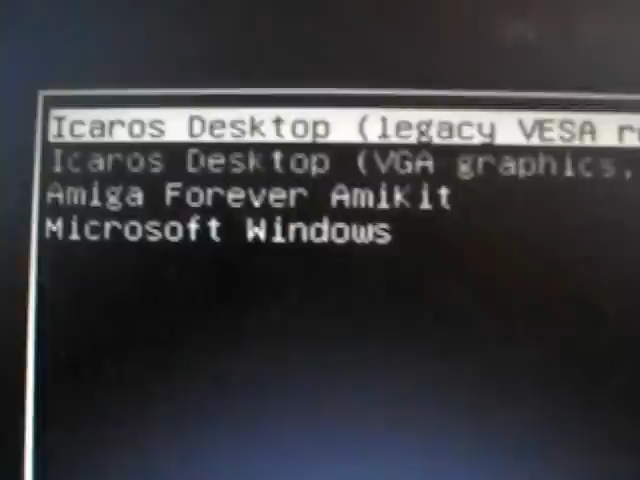 Icaros Desktop (legacy VESA
Icaros Desktop (VGA graphics,
Amiga Forever AmiKit
Microsoft Windows